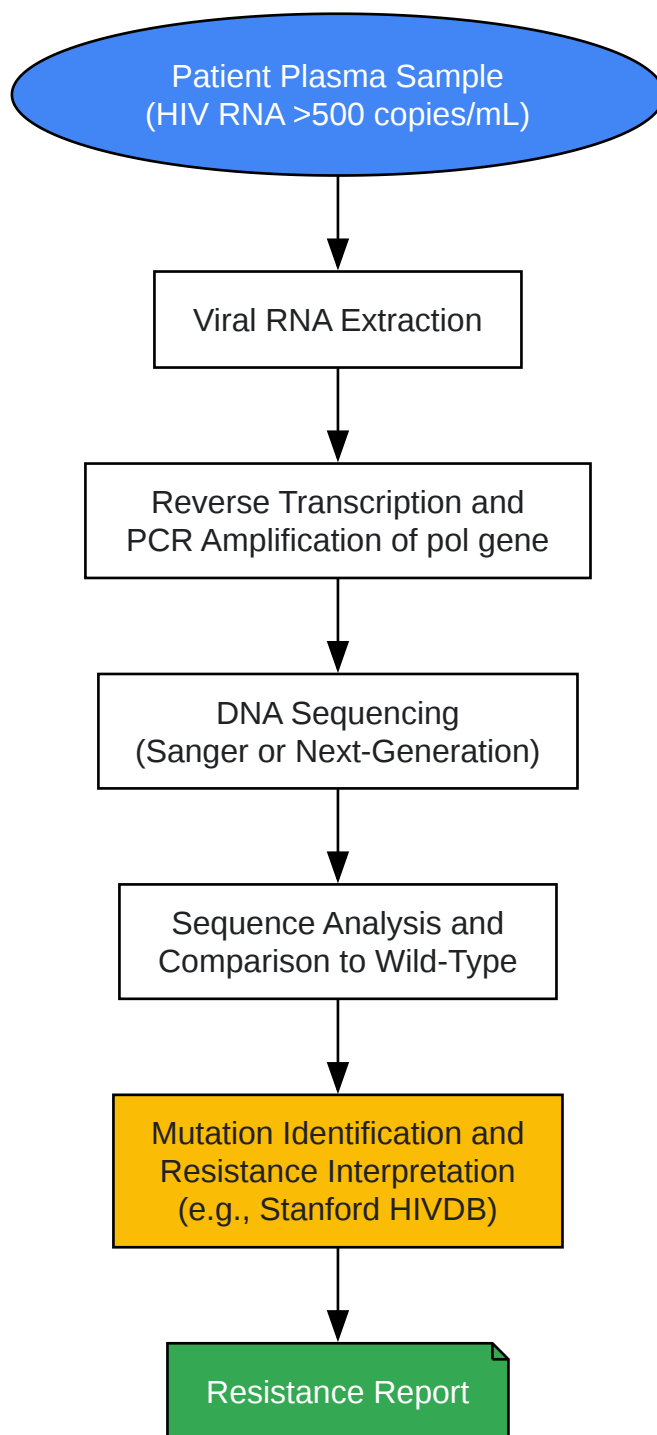 Patient Plasma Sample
(HIV RNA >500 copies/mL)
Viral RNA Extraction
Reverse Transcription and
PCR Amplification of pol gene
DNA Sequencing
(Sanger or Next-Generation)
Sequence Analysis and
Comparison to Wild-Type
Mutation Identification and
Resistance Interpretation
(e.g., Stanford HIVDB)
Resistance Report